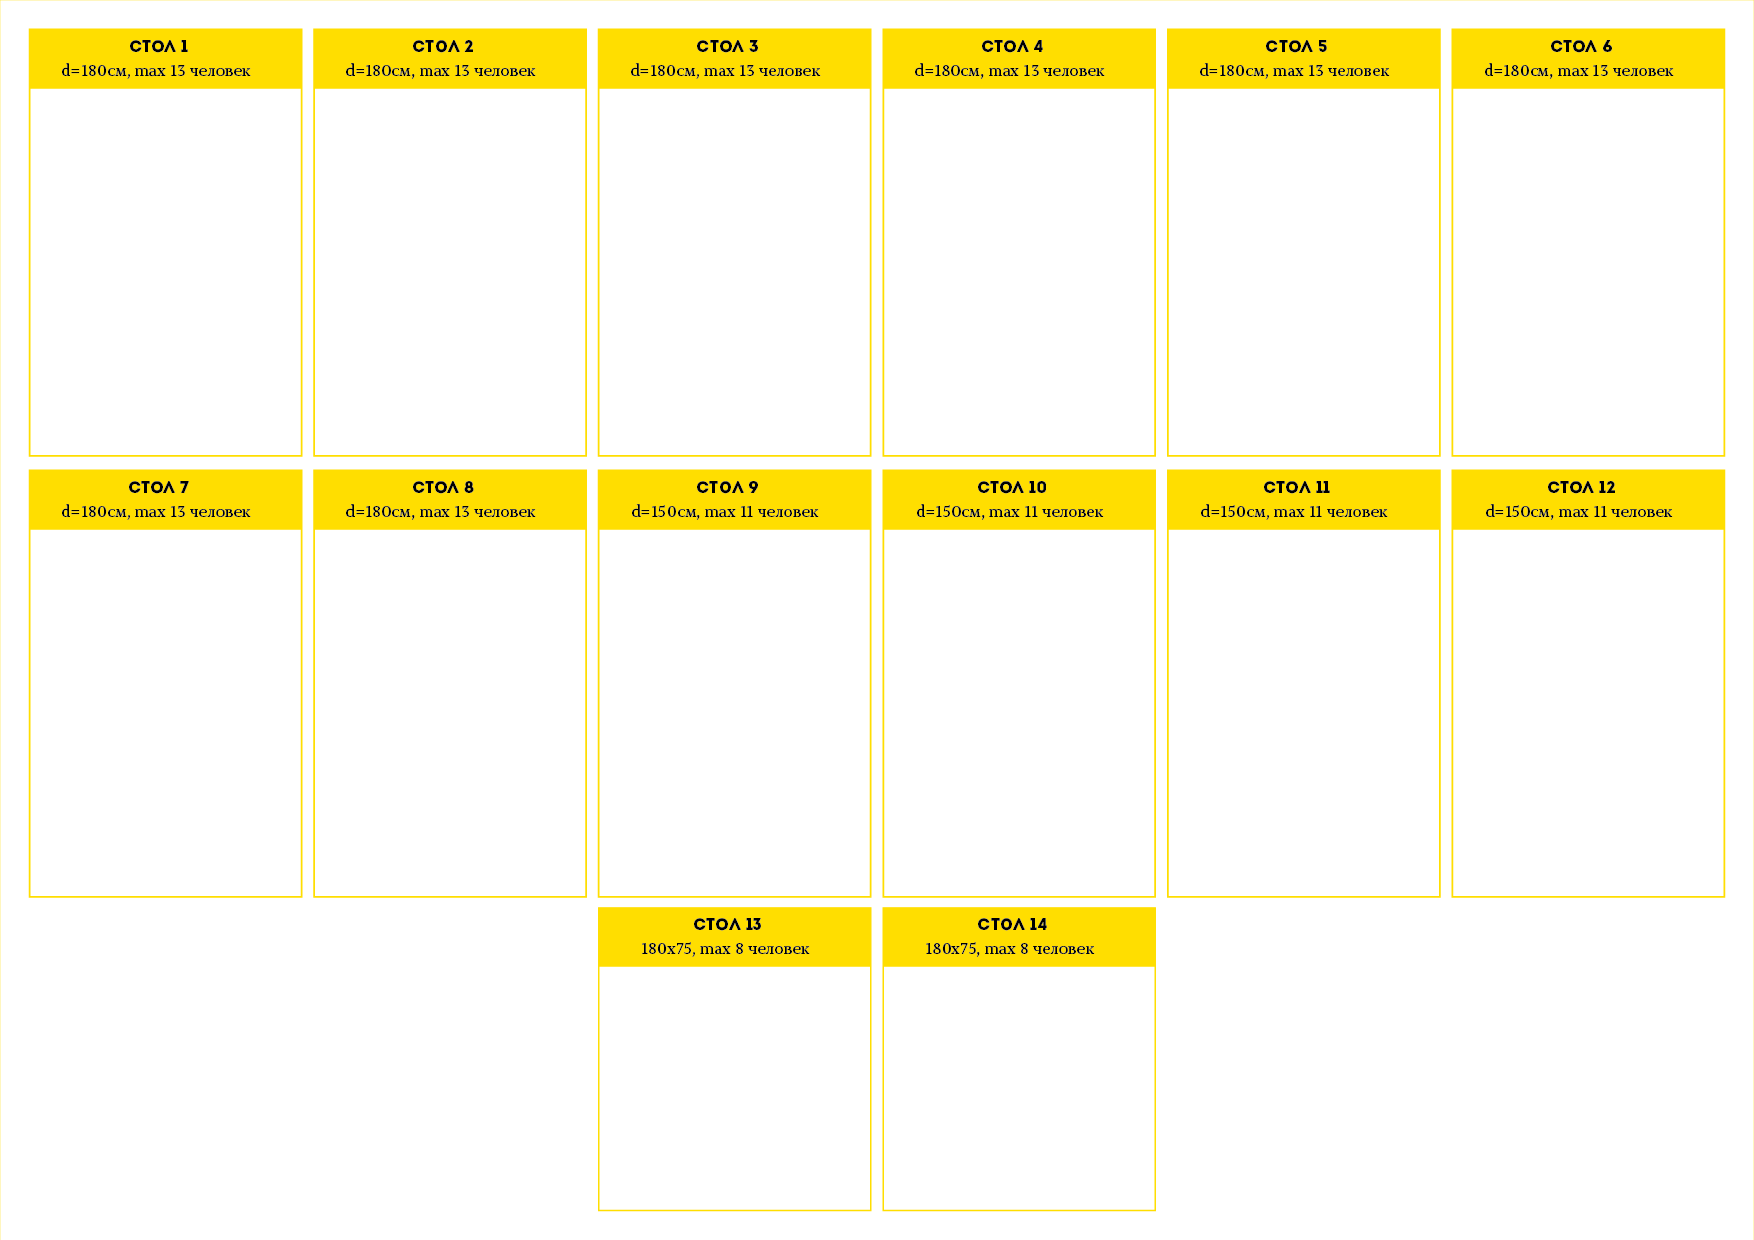 СТОЛ 1
d=180см, max 13 человек
СТОЛ 2
d=180см, max 13 человек
СТОЛ 3
d=180см, max 13 человек
СТОЛ 4
d=180см, max 13 человек
СТОЛ 5
d=180см, max 13 человек
СТОЛ 6
d=180см, max 13 человек
СТОЛ 7
d=180см, max 13 человек
СТОЛ 8
d=180см, max 13 человек
СТОЛ 9
d=150см, max 11 человек
СТОЛ 10
d=150см, max 11 человек
СТОЛ 11
d=150см, max 11 человек
СТОЛ 12
d=150см, max 11 человек
СТОЛ 13
180х75, max 8 человек
СТОЛ 14
180х75, max 8 человек